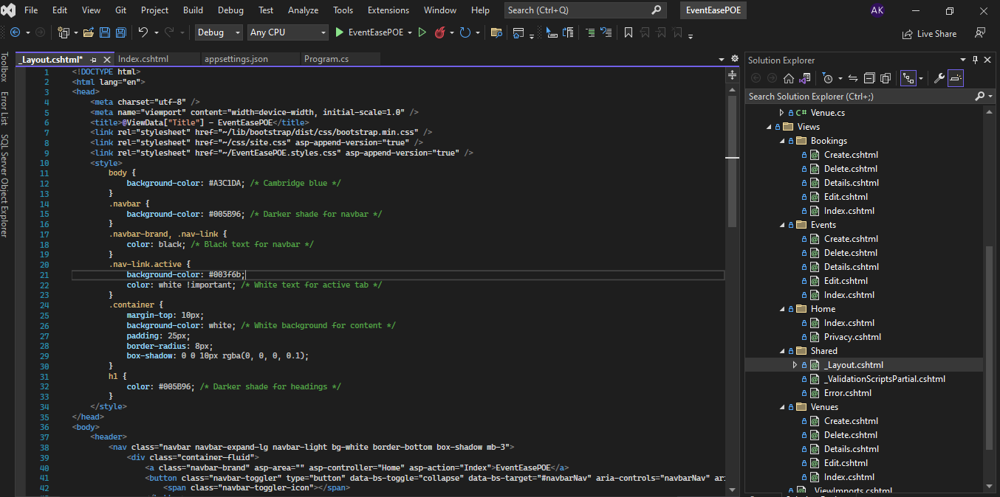 File Edit View Git Project Build Debug Test Analyze Tools Extensions Window Help Search (Ctrl+Q) EventEasePOE AK
Debug Any CPU EventEasePOE Live Share
Toolbox
Error List
SQL Server Object Explorer
_Layout.cshtml* Index.cshtml appsettings.json Program.cs
1 <!DOCTYPE html>
2 <html lang="en">
3 <head>
4 <meta charset="utf-8" />
5 <meta name="viewport" content="width=device-width, initial-scale=1.0" />
6 <title>@ViewData["Title"] - EventEasePOE</title>
7 <link rel="stylesheet" href="~/lib/bootstrap/dist/css/bootstrap.min.css" />
8 <link rel="stylesheet" href="~/css/site.css" asp-append-version="true" />
9 <link rel="stylesheet" href="~/EventEasePOE.styles.css" asp-append-version="true" />
10 <style>
11 body {
12 background-color: #A3C1DA; /* Cambridge blue */
13 }
14 .navbar {
15 background-color: #005B96; /* Darker shade for navbar */
16 }
17 .navbar-brand, .nav-link {
18 color: black; /* Black text for navbar */
19 }
20 .nav-link.active {
21 background-color: #003f6b;
22 color: white !important; /* White text for active tab */
23 }
24 .container {
25 margin-top: 10px;
26 background-color: white; /* White background for content */
27 padding: 25px;
28 border-radius: 8px;
29 box-shadow: 0 0 10px rgba(0, 0, 0, 0.1);
30 }
31 h1 {
32 color: #005B96; /* Darker shade for headings */
33 }
34 </style>
35 </head>
36 <body>
37 <header>
38 <nav class="navbar navbar-expand-lg navbar-light bg-white border-bottom box-shadow mb-3">
39 <div class="container-fluid">
40 <a class="navbar-brand" asp-area="" asp-controller="Home" asp-action="Index">EventEasePOE</a>
41 <button class="navbar-toggler" type="button" data-bs-toggle="collapse" data-bs-target="#navbarNav" aria-controls="navbarNav" ari
42 <span class="navbar-toggler-icon"></span>
Solution Explorer
Search Solution Explorer (Ctrl+;)
C# Venue.cs
Views
Bookings
Create.cshtml
Delete.cshtml
Details.cshtml
Edit.cshtml
Index.cshtml
Events
Create.cshtml
Delete.cshtml
Details.cshtml
Edit.cshtml
Index.cshtml
Home
Index.cshtml
Privacy.cshtml
Shared
_Layout.cshtml
_ValidationScriptsPartial.cshtml
Error.cshtml
Venues
Create.cshtml
Delete.cshtml
Details.cshtml
Edit.cshtml
Index.cshtml
_ViewImports.cshtml